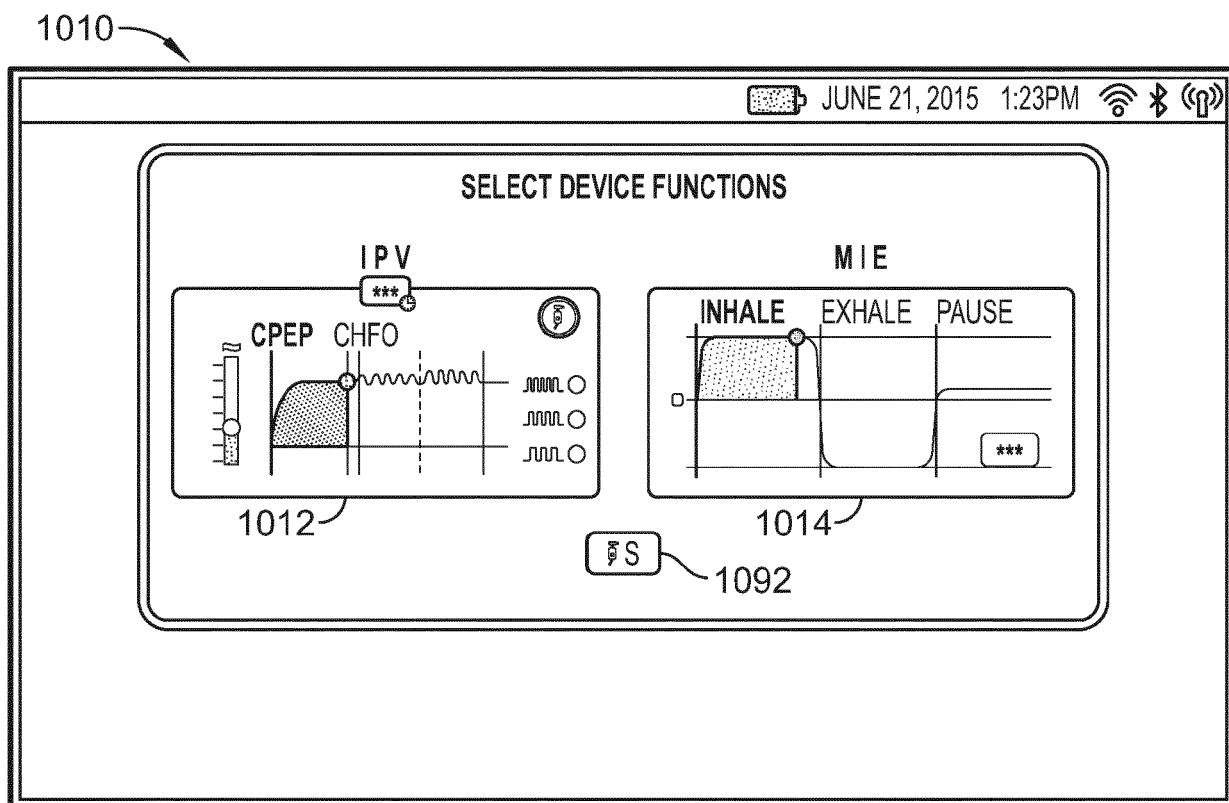 1010
JUNE 21, 2015 1:23PM
SELECT DEVICE FUNCTIONS
IPV
MIE
***
CPEP CHFO
INHALE EXHALE PAUSE
0
***
1012
1014
S
1092